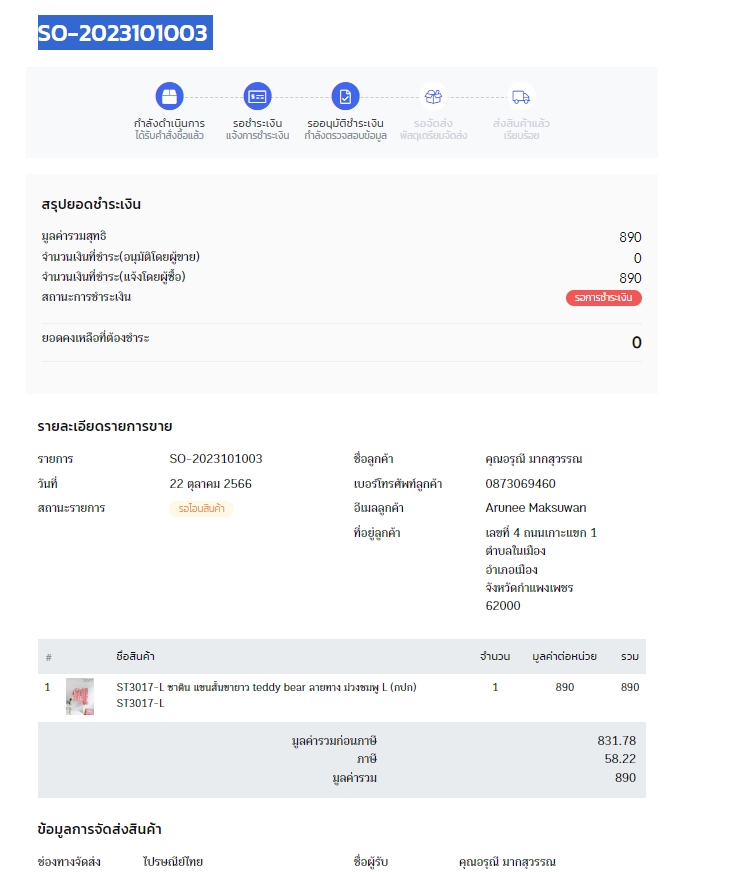 SO-2023101003
กำลังดำเนินการ รอชำระเงิน รออนุมัติชำระเงิน รอจัดส่ง ส่งสินค้าแล้ว
ได้รับคำสั่งซื้อแล้ว แจ้งการชำระเงิน กำลังตรวจสอบข้อมูล พัสดุเตรียมจัดส่ง เรียบร้อย
สรุปยอดชำระเงิน
มูลค่ารวมสุทธิ 890
จำนวนเงินที่ชำระ(อนุมัติโดยผู้ขาย) 0
จำนวนเงินที่ชำระ(แจ้งโดยผู้ซื้อ) 890
สถานะการชำระเงิน รอการชำระเงิน
ยอดคงเหลือที่ต้องชำระ 0
รายละเอียดรายการขาย
รายการ SO-2023101003 ชื่อลูกค้า คุณอรุณี มากสุวรรณ
วันที่ 22 ตุลาคม 2566 เบอร์โทรศัพท์ลูกค้า 0873069460
สถานะรายการ รอโอนสินค้า อีเมลลูกค้า Arunee Maksuwan
ที่อยู่ลูกค้า เลขที่ 4 ถนนเกาะแขก 1
ตำบลในเมือง
อำเภอเมือง
จังหวัดกำแพงเพชร
62000
# ชื่อสินค้า จำนวน มูลค่าต่อหน่วย รวม
1 ST3017-L ซาติน แขนสั้นขายาว teddy bear ลายทาง ม่วงชมพู L (กปก) 1 890 890
ST3017-L
มูลค่ารวมก่อนภาษี 831.78
ภาษี 58.22
มูลค่ารวม 890
ข้อมูลการจัดส่งสินค้า
ช่องทางจัดส่ง ไปรษณีย์ไทย ชื่อผู้รับ คุณอรุณี มากสุวรรณ